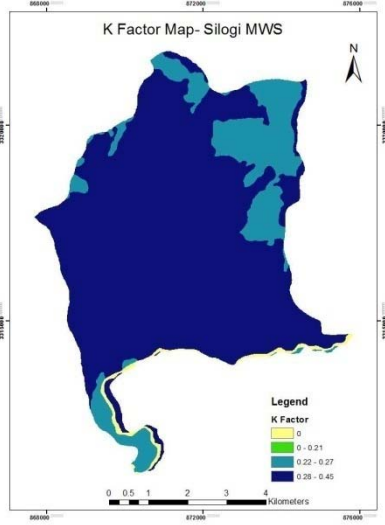 868000 872000 876000
K Factor Map- Silogi MWS
N
Legend
K Factor
0
0 - 0.21
0.22 - 0.27
0.28 - 0.45
0 0.5 1 2 3 4
Kilometers
868000 872000 876000